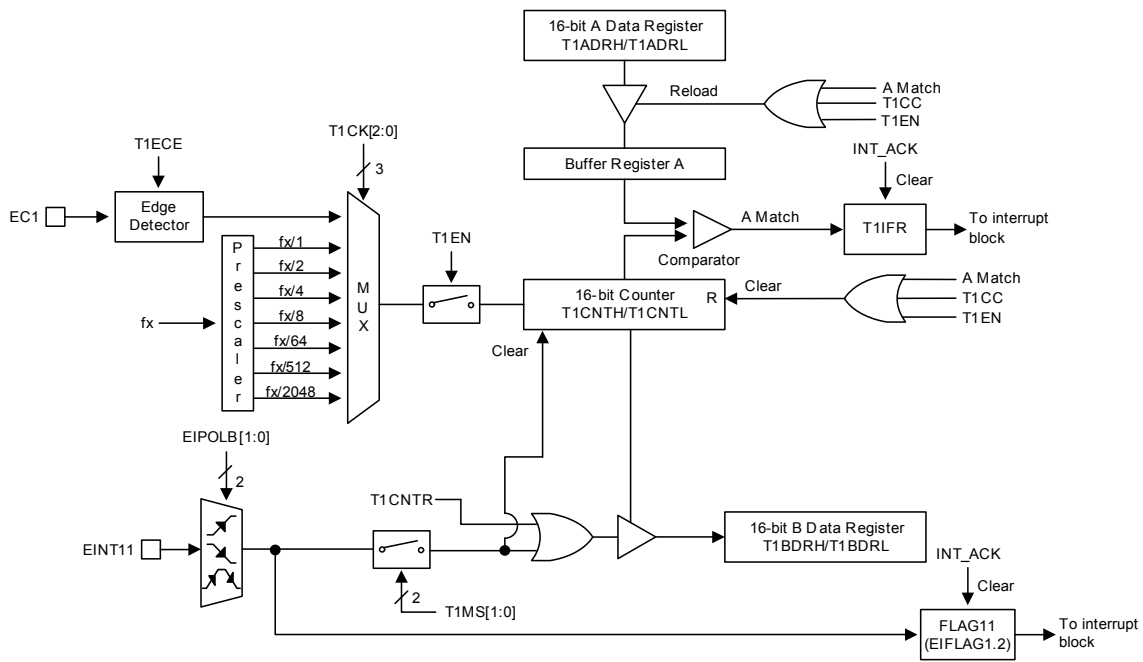 16-bit A Data Register
T1ADRH/T1ADRL
Reload
A Match
T1CC
T1EN
T1CK[2:0]
3
T1ECE
Buffer Register A
INT_ACK
Clear
EC1
Edge
Detector
A Match
T1IFR
To interrupt
block
Comparator
T1EN
Prescaler
fx/1
fx/2
fx/4
fx/8
fx/64
fx/512
fx/2048
fx
MUX
16-bit Counter
T1CNTH/T1CNTL
R
Clear
A Match
T1CC
T1EN
Clear
EIPOLB[1:0]
2
T1CNTR
EINT11
16-bit B Data Register
T1BDRH/T1BDRL
2
T1MS[1:0]
INT_ACK
Clear
FLAG11
(EIFLAG1.2)
To interrupt
block